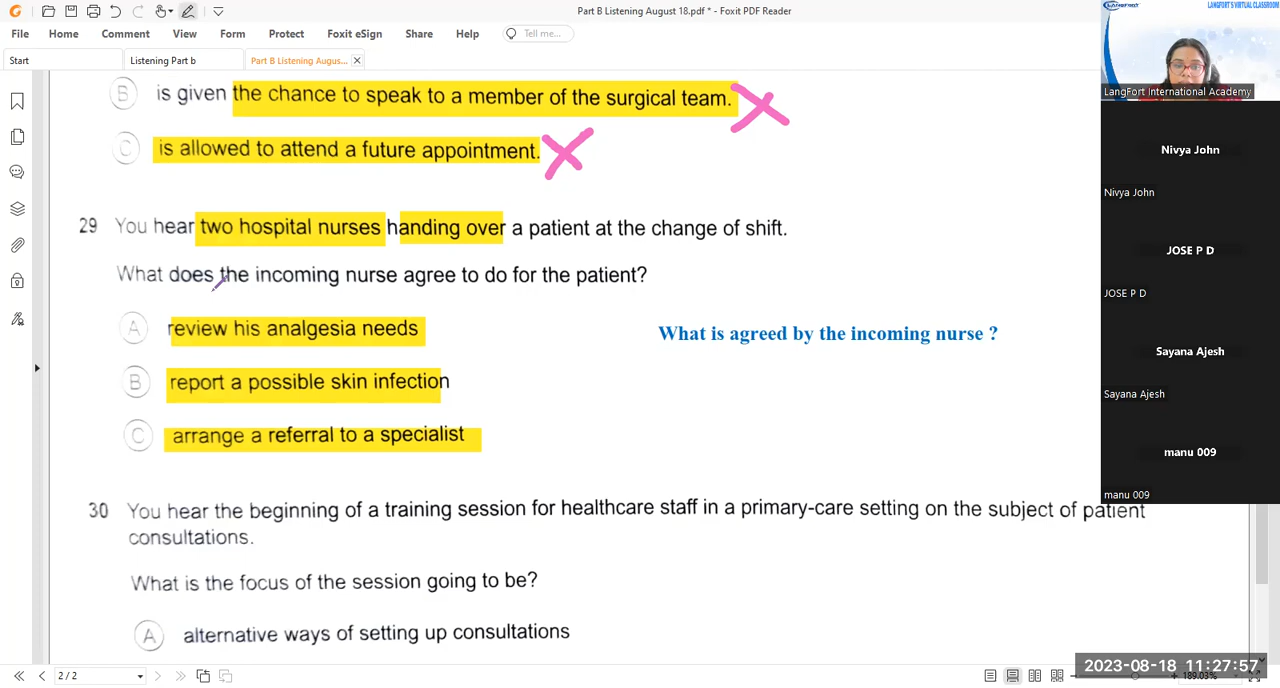 Part B Listening August 18.pdf * - Foxit PDF Reader
File Home Comment View Form Protect Foxit eSign Share Help Tell me...
Start Listening Part b Part B Listening Augus...
LANGFORT'S VIRTUAL CLASSROOM
LangFort International Academy
B is given the chance to speak to a member of the surgical team.
C is allowed to attend a future appointment.
29 You hear two hospital nurses handing over a patient at the change of shift.
What does the incoming nurse agree to do for the patient?
A review his analgesia needs
What is agreed by the incoming nurse ?
B report a possible skin infection
C arrange a referral to a specialist
30 You hear the beginning of a training session for healthcare staff in a primary-care setting on the subject of patient
consultations.
What is the focus of the session going to be?
A alternative ways of setting up consultations
Nivya John
Nivya John
JOSE P D
JOSE P D
Sayana Ajesh
Sayana Ajesh
manu 009
manu 009
2 / 2
2023-08-18 11:27:57
189.03%